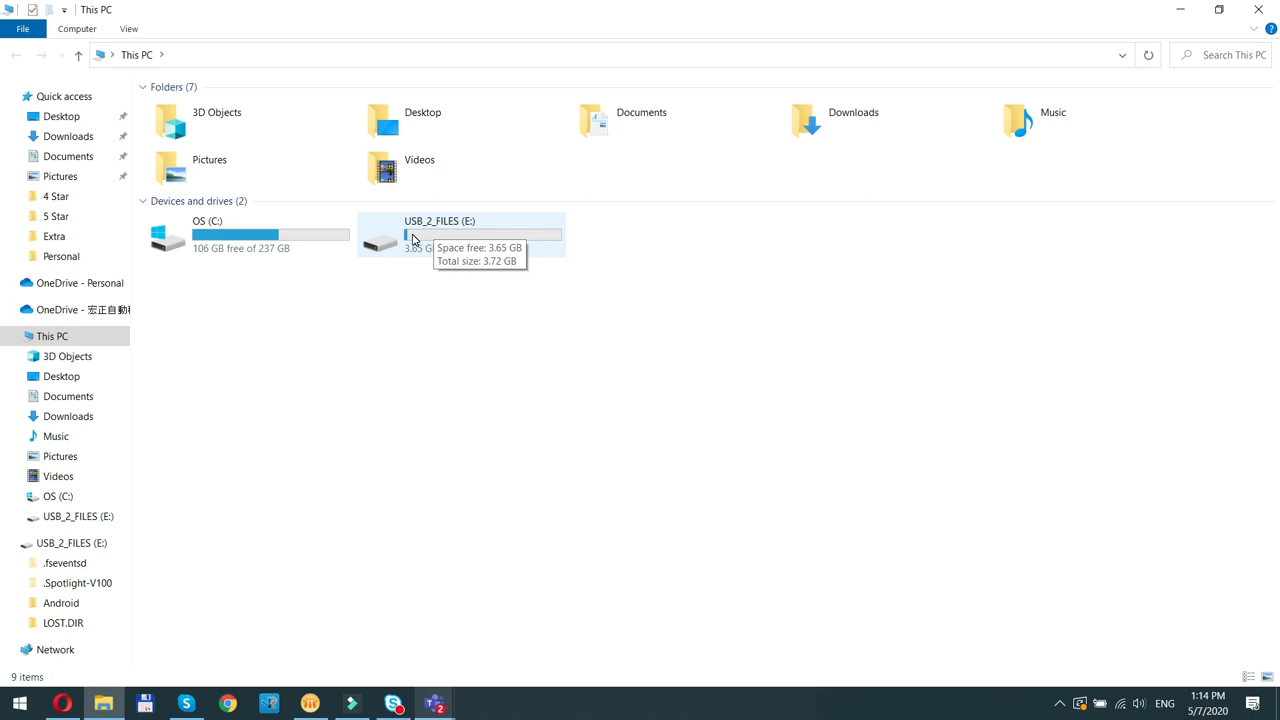 This PC
File
Computer
View
This PC
Search This PC
Quick access
Desktop
Downloads
Documents
Pictures
4 Star
5 Star
Extra
Personal
OneDrive - Personal
OneDrive - 宏正自動
This PC
3D Objects
Desktop
Documents
Downloads
Music
Pictures
Videos
OS (C:)
USB_2_FILES (E:)
USB_2_FILES (E:)
.fseventsd
.Spotlight-V100
Android
LOST.DIR
Network
Folders (7)
3D Objects
Desktop
Documents
Downloads
Music
Pictures
Videos
Devices and drives (2)
OS (C:)
106 GB free of 237 GB
USB_2_FILES (E:)
3.65 G
Space free: 3.65 GB
Total size: 3.72 GB
9 items
2
ENG
1:14 PM
5/7/2020